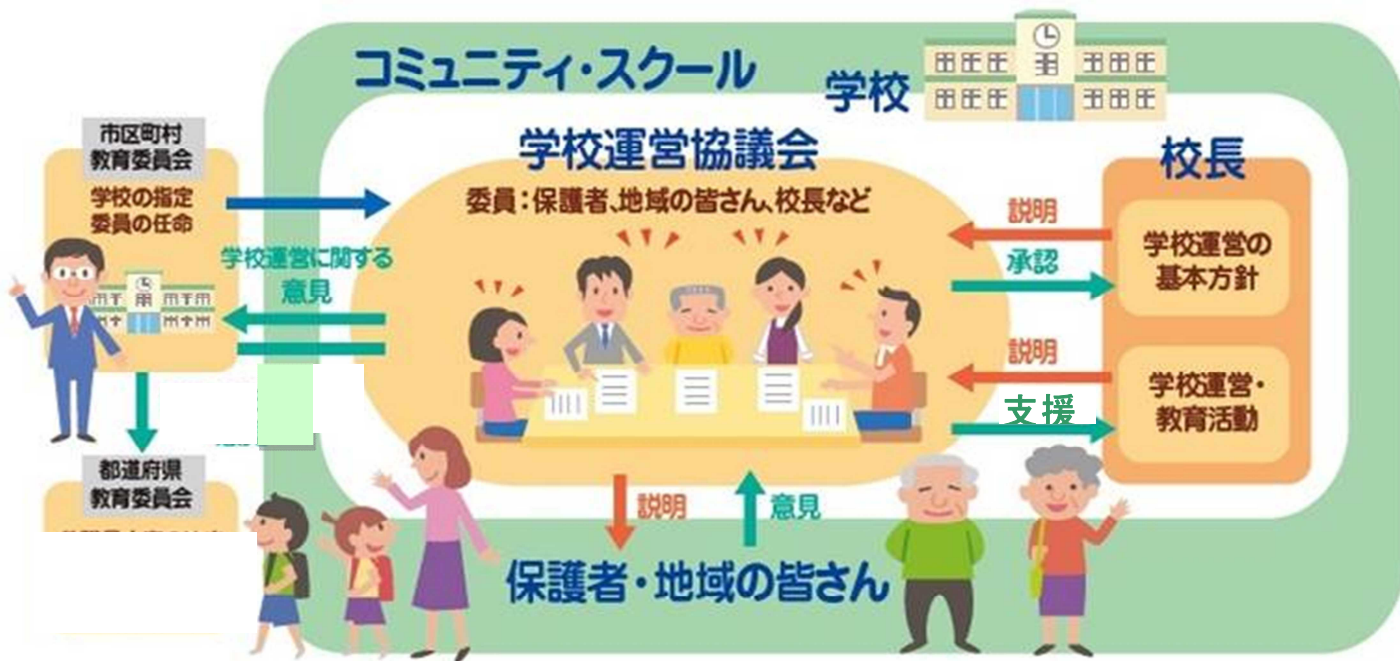 コミュニティ・スクール
学校
市区町村
教育委員会
学校の指定
委員の任命
学校運営協議会
委員：保護者、地域の皆さん、校長など
校長
説明
承認
学校運営の
基本方針
学校運営に関する
意見
説明
支援
学校運営・
教育活動
都道府県
教育委員会
説明
意見
保護者・地域の皆さん